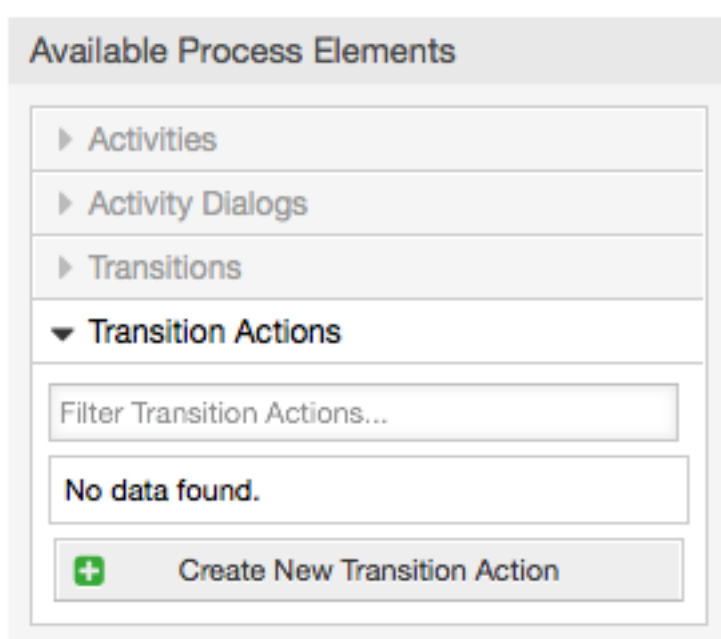 Available Process Elements
Activities
Activity Dialogs
Transitions
Transition Actions
Filter Transition Actions...
No data found.
Create New Transition Action